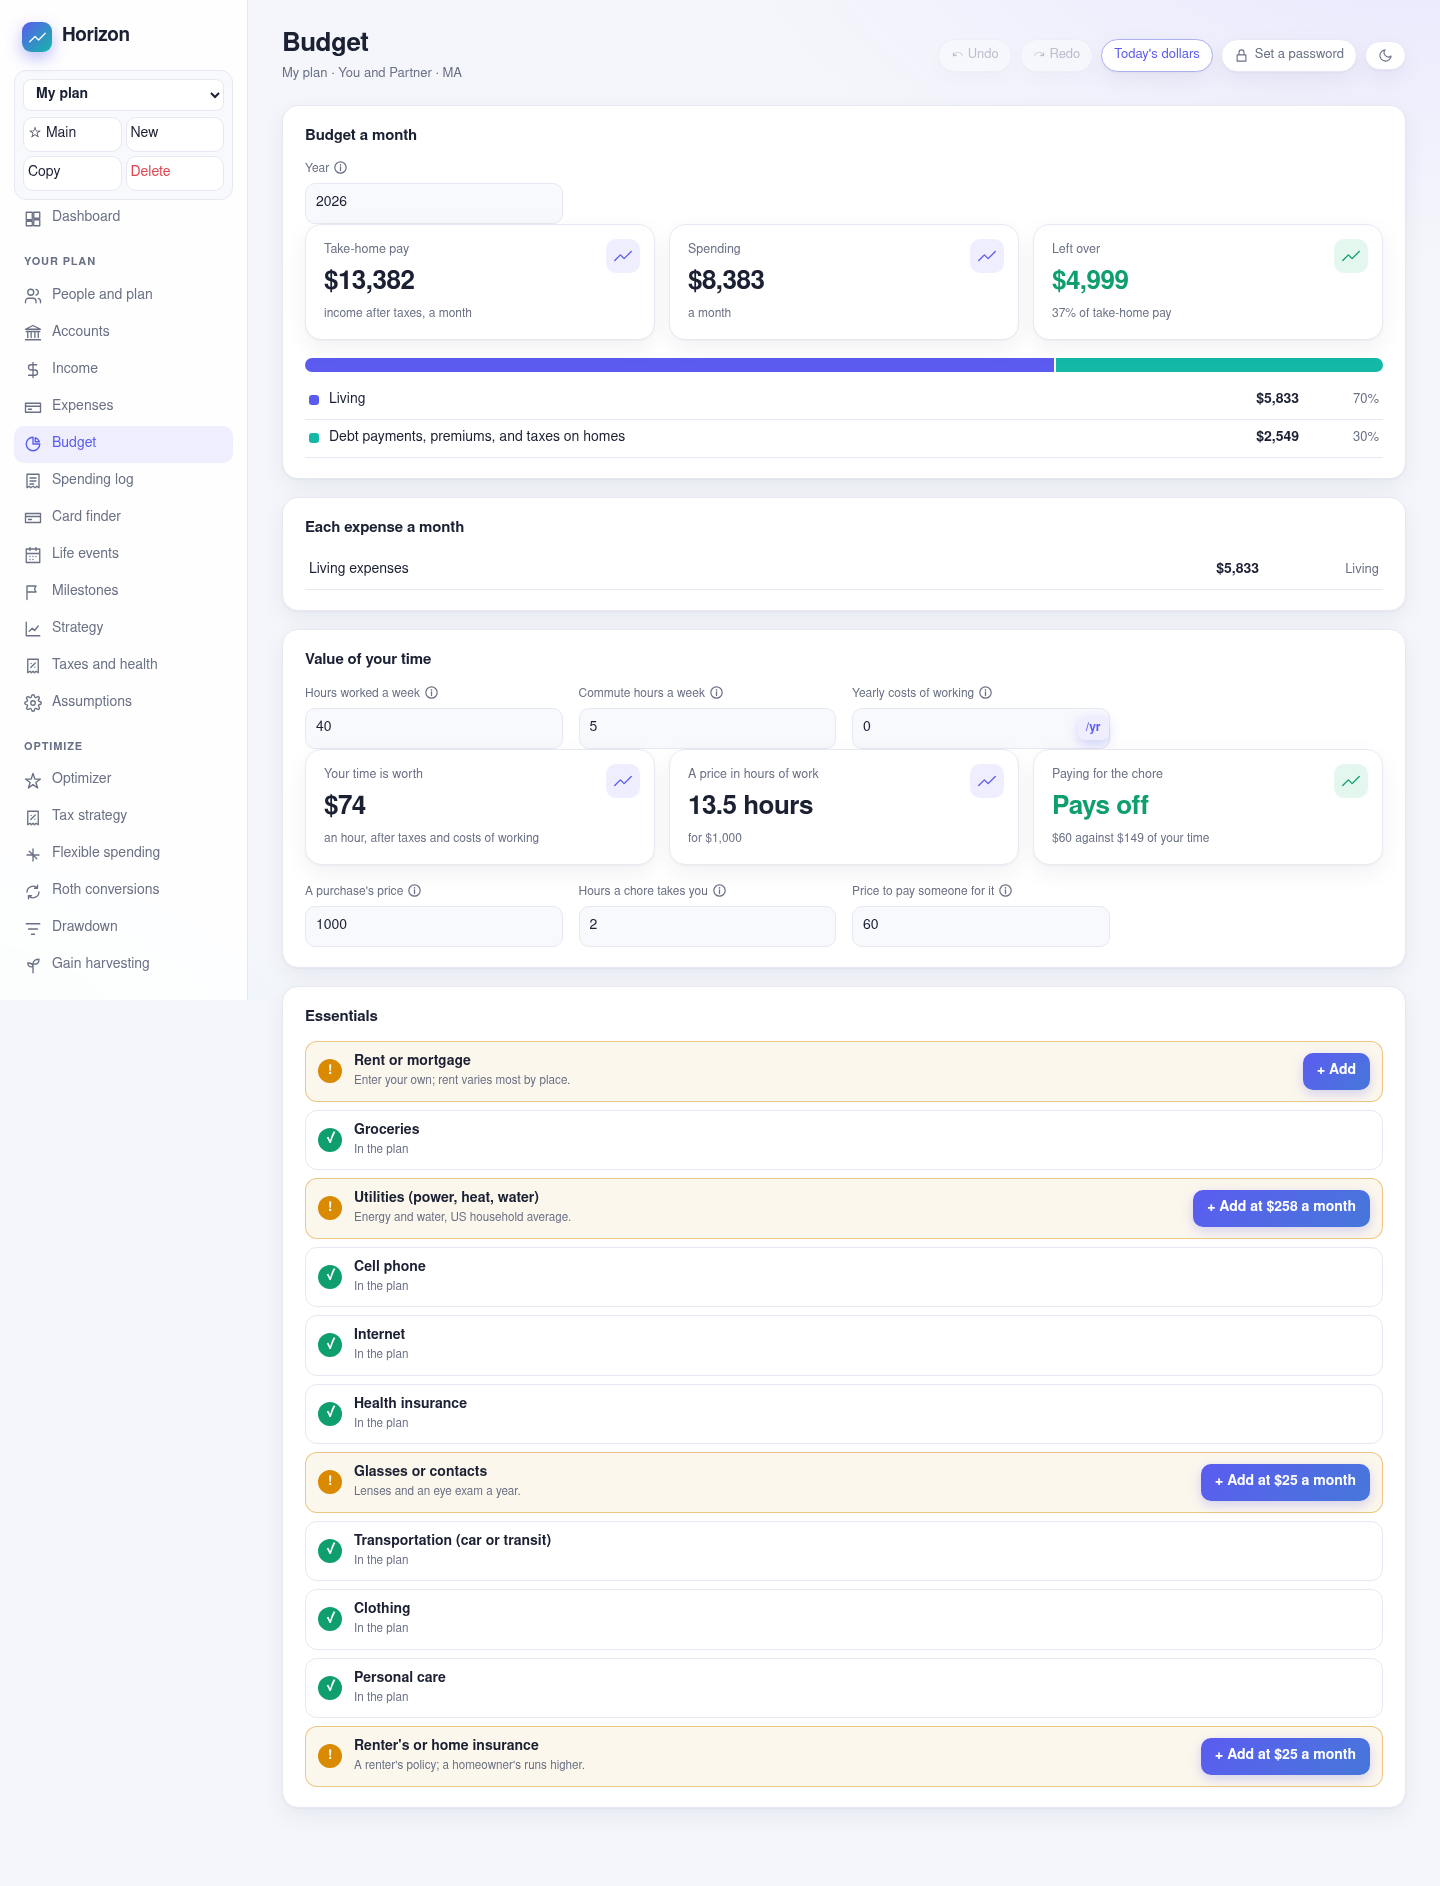 Horizon
My plan
☆ Main
New
Copy
Delete
Dashboard
YOUR PLAN
People and plan
Accounts
Income
Expenses
Budget
Spending log
Card finder
Life events
Milestones
Strategy
Taxes and health
Assumptions
OPTIMIZE
Optimizer
Tax strategy
Flexible spending
Roth conversions
Drawdown
Gain harvesting
Budget
My plan · You and Partner · MA
Undo
Redo
Today's dollars
Set a password
Budget a month
Year
2026
Take-home pay
$13,382
income after taxes, a month
Spending
$8,383
a month
Left over
$4,999
37% of take-home pay
Living $5,833 70%
Debt payments, premiums, and taxes on homes $2,549 30%
Each expense a month
Living expenses $5,833 Living
Value of your time
Hours worked a week
40
Commute hours a week
5
Yearly costs of working
0 /yr
Your time is worth
$74
an hour, after taxes and costs of working
A price in hours of work
13.5 hours
for $1,000
Paying for the chore
Pays off
$60 against $149 of your time
A purchase's price
1000
Hours a chore takes you
2
Price to pay someone for it
60
Essentials
! Rent or mortgage
Enter your own; rent varies most by place.
+ Add
✓ Groceries
In the plan
! Utilities (power, heat, water)
Energy and water, US household average.
+ Add at $258 a month
✓ Cell phone
In the plan
✓ Internet
In the plan
✓ Health insurance
In the plan
! Glasses or contacts
Lenses and an eye exam a year.
+ Add at $25 a month
✓ Transportation (car or transit)
In the plan
✓ Clothing
In the plan
✓ Personal care
In the plan
! Renter's or home insurance
A renter's policy; a homeowner's runs higher.
+ Add at $25 a month